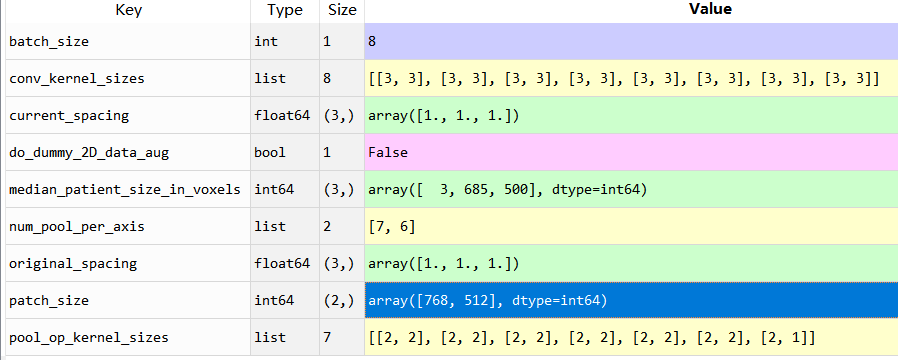 Key Type Size Value
batch_size int 1 8
conv_kernel_sizes list 8 [[3, 3], [3, 3], [3, 3], [3, 3], [3, 3], [3, 3], [3, 3], [3, 3]]
current_spacing float64 (3,) array([1., 1., 1.])
do_dummy_2D_data_aug bool 1 False
median_patient_size_in_voxels int64 (3,) array([  3, 685, 500], dtype=int64)
num_pool_per_axis list 2 [7, 6]
original_spacing float64 (3,) array([1., 1., 1.])
patch_size int64 (2,) array([768, 512], dtype=int64)
pool_op_kernel_sizes list 7 [[2, 2], [2, 2], [2, 2], [2, 2], [2, 2], [2, 2], [2, 1]]